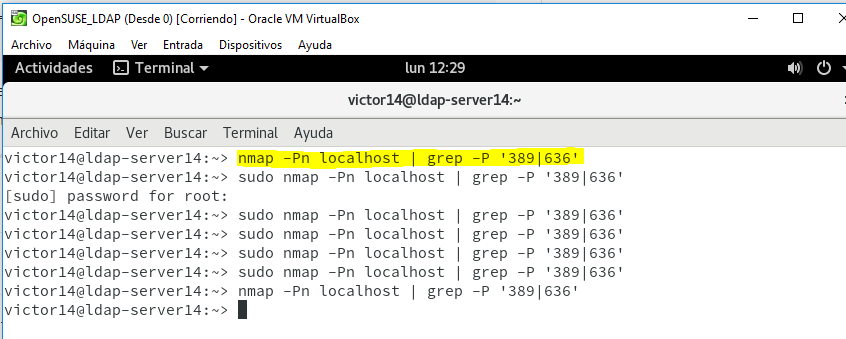 OpenSUSE_LDAP (Desde 0) [Corriendo] - Oracle VM VirtualBox
Archivo Máquina Ver Entrada Dispositivos Ayuda
Actividades Terminal lun 12:29
victor14@ldap-server14:~
Archivo Editar Ver Buscar Terminal Ayuda
victor14@ldap-server14:~> nmap -Pn localhost | grep -P '389|636'
victor14@ldap-server14:~> sudo nmap -Pn localhost | grep -P '389|636'
[sudo] password for root:
victor14@ldap-server14:~> sudo nmap -Pn localhost | grep -P '389|636'
victor14@ldap-server14:~> sudo nmap -Pn localhost | grep -P '389|636'
victor14@ldap-server14:~> sudo nmap -Pn localhost | grep -P '389|636'
victor14@ldap-server14:~> sudo nmap -Pn localhost | grep -P '389|636'
victor14@ldap-server14:~> nmap -Pn localhost | grep -P '389|636'
victor14@ldap-server14:~>